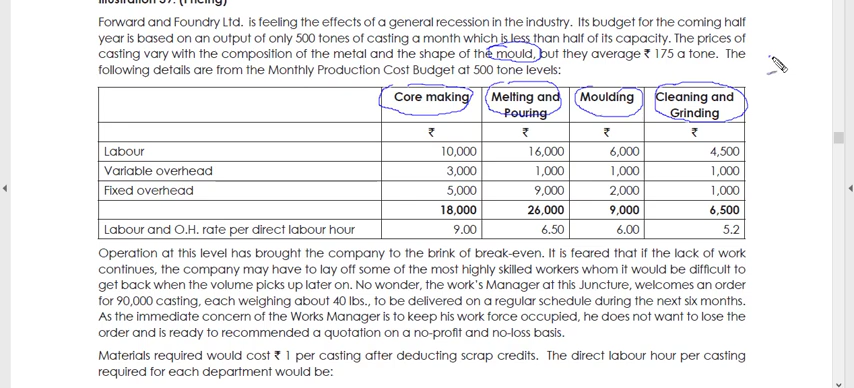 Illustration 37. (Pricing)
Forward and Foundry Ltd. is feeling the effects of a general recession in the industry. Its budget for the coming half
year is based on an output of only 500 tones of casting a month which is less than half of its capacity. The prices of
casting vary with the composition of the metal and the shape of the mould, but they average ₹ 175 a tone. The
following details are from the Monthly Production Cost Budget at 500 tone levels:
Core making Melting and Pouring Moulding Cleaning and Grinding
₹ ₹ ₹ ₹
Labour 10,000 16,000 6,000 4,500
Variable overhead 3,000 1,000 1,000 1,000
Fixed overhead 5,000 9,000 2,000 1,000
18,000 26,000 9,000 6,500
Labour and O.H. rate per direct labour hour 9.00 6.50 6.00 5.2
Operation at this level has brought the company to the brink of break-even. It is feared that if the lack of work
continues, the company may have to lay off some of the most highly skilled workers whom it would be difficult to
get back when the volume picks up later on. No wonder, the work's Manager at this Juncture, welcomes an order
for 90,000 casting, each weighing about 40 lbs., to be delivered on a regular schedule during the next six months.
As the immediate concern of the Works Manager is to keep his work force occupied, he does not want to lose the
order and is ready to recommended a quotation on a no-profit and no-loss basis.
Materials required would cost ₹ 1 per casting after deducting scrap credits. The direct labour hour per casting
required for each department would be: